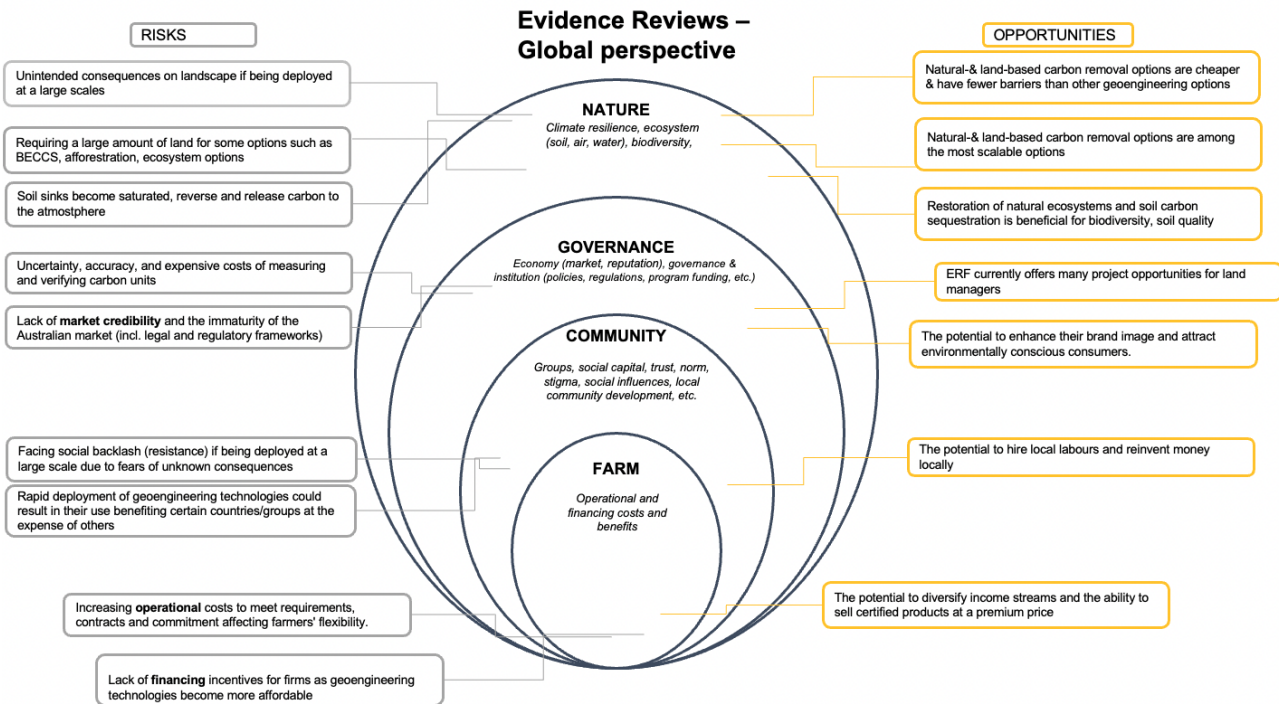 Evidence Reviews –
Global perspective
RISKS
Unintended consequences on landscape if being deployed
at a large scales
Requiring a large amount of land for some options such as
BECCS, afforestration, ecosystem options
Soil sinks become saturated, reverse and release carbon to
the atmostphere
Uncertainty, accuracy, and expensive costs of measuring
and verifying carbon units
Lack of market credibility and the immaturity of the
Australian market (incl. legal and regulatory frameworks)
Facing social backlash (resistance) if being deployed at a
large scale due to fears of unknown consequences
Rapid deployment of geoengineering technologies could
result in their use benefiting certain countries/groups at the
expense of others
Increasing operational costs to meet requirements,
contracts and commitment affecting farmers' flexibility.
Lack of financing incentives for firms as geoengineering
technologies become more affordable
NATURE
Climate resilience, ecosystem
(soil, air, water), biodiversity,
GOVERNANCE
Economy (market, reputation), governance &
institution (policies, regulations, program funding, etc.)
COMMUNITY
Groups, social capital, trust, norm,
stigma, social influences, local
community development, etc.
FARM
Operational and
financing costs and
benefits
OPPORTUNITIES
Natural-& land-based carbon removal options are cheaper
& have fewer barriers than other geoengineering options
Natural-& land-based carbon removal options are among
the most scalable options
Restoration of natural ecosystems and soil carbon
sequestration is beneficial for biodiversity, soil quality
ERF currently offers many project opportunities for land
managers
The potential to enhance their brand image and attract
environmentally conscious consumers.
The potential to hire local labours and reinvent money
locally
The potential to diversify income streams and the ability to
sell certified products at a premium price